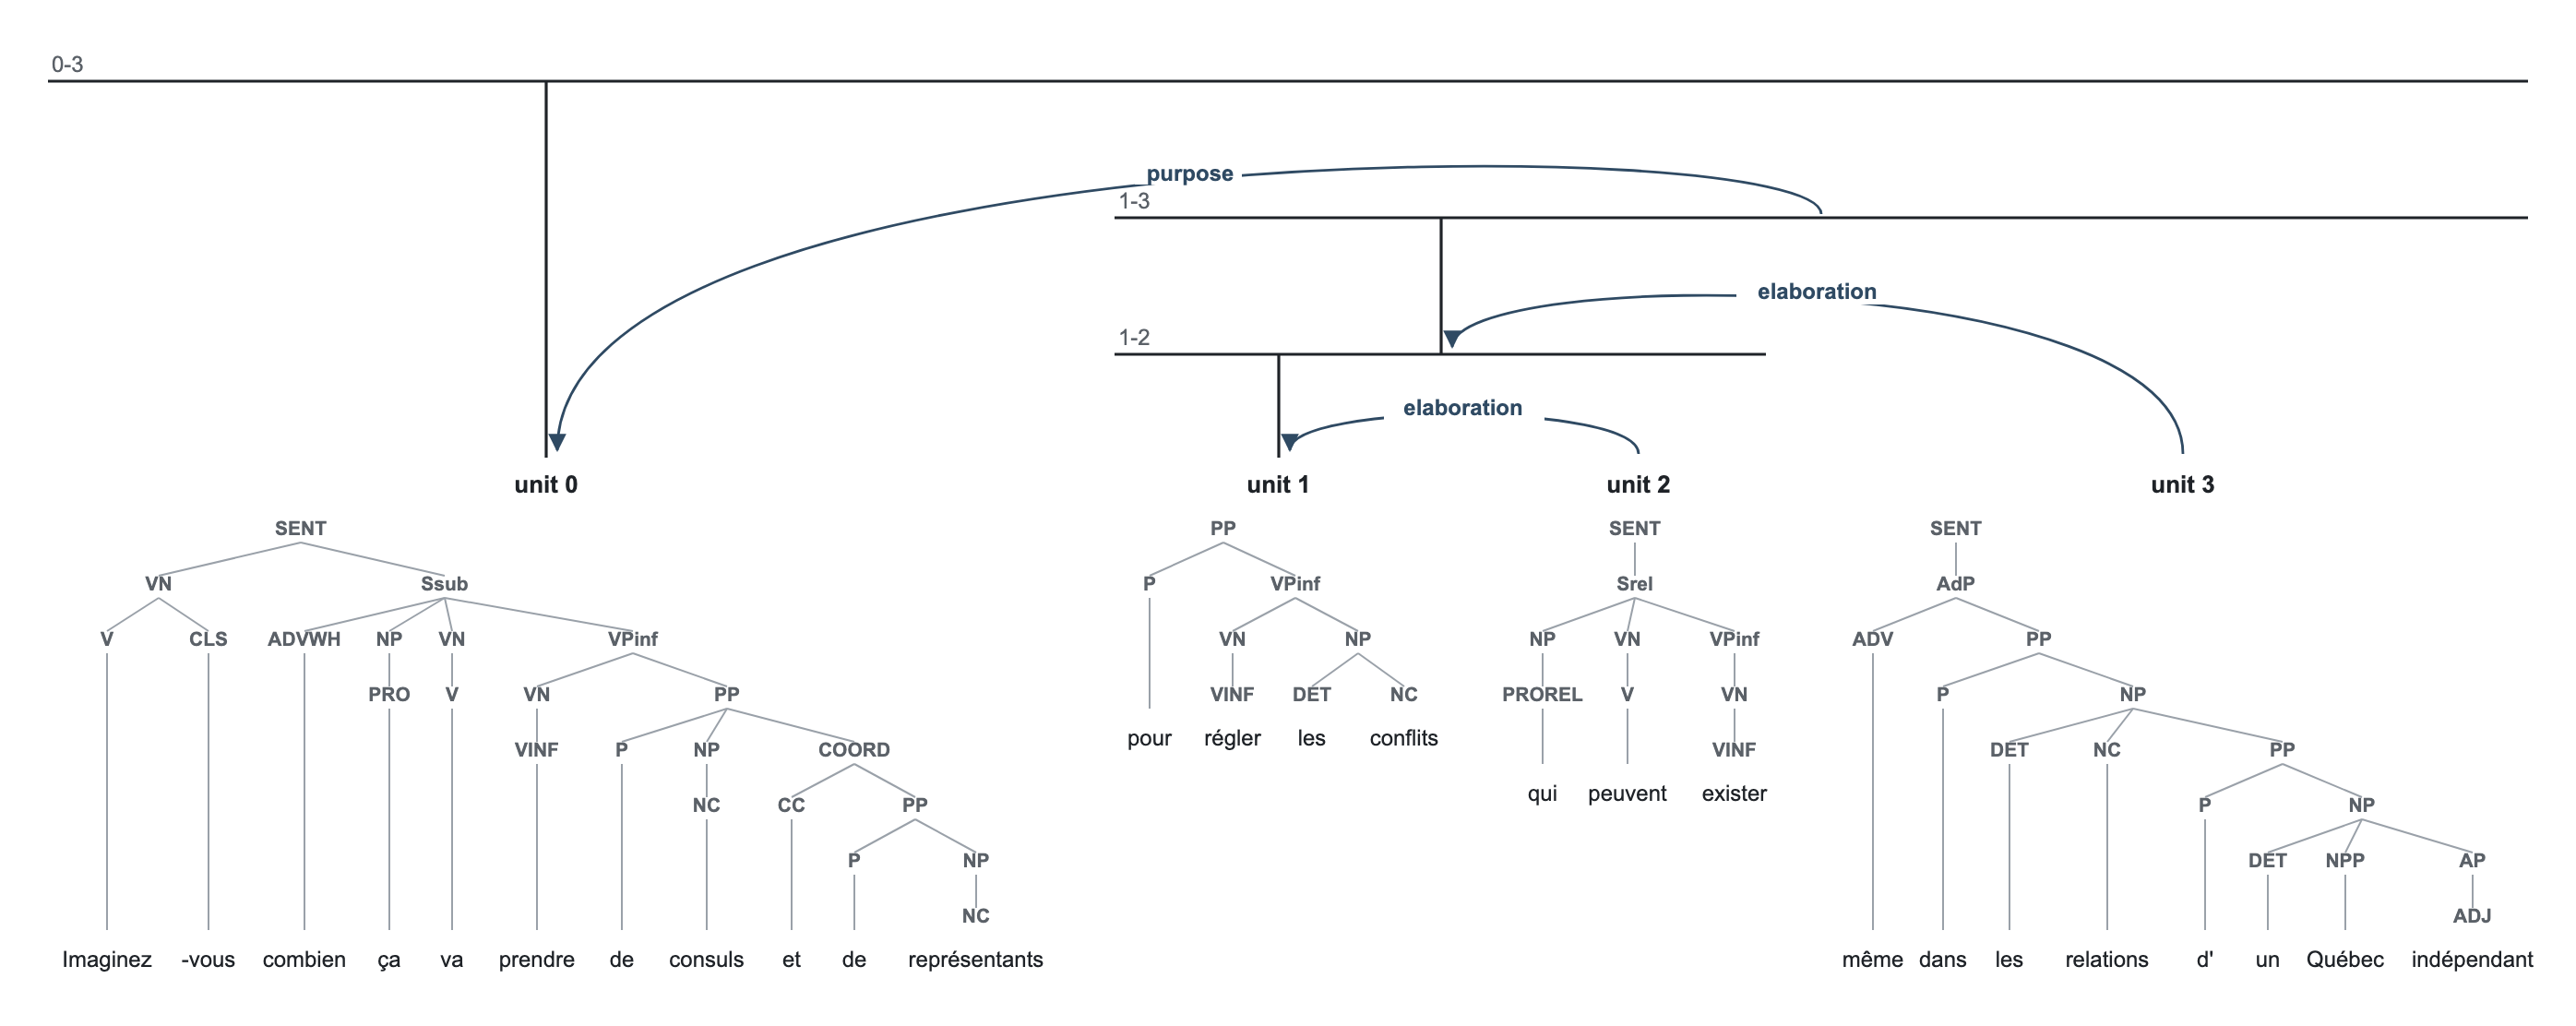 0-3
purpose
1-3
elaboration
1-2
elaboration
unit 0 unit 1 unit 2 unit 3
SENT PP SENT SENT
VN Ssub P VPinf Srel AdP
V CLS ADVWH NP VN VPinf VN NP NP VN VPinf ADV PP
PRO V VN PP VINF DET NC PROREL V VN P NP
pour régler les conflits
VINF P NP COORD VINF DET NC PP
qui peuvent exister
NC CC PP P NP
P NP DET NPP AP
NC ADJ
Imaginez -vous combien ça va prendre de consuls et de représentants même dans les relations d' un Québec indépendant